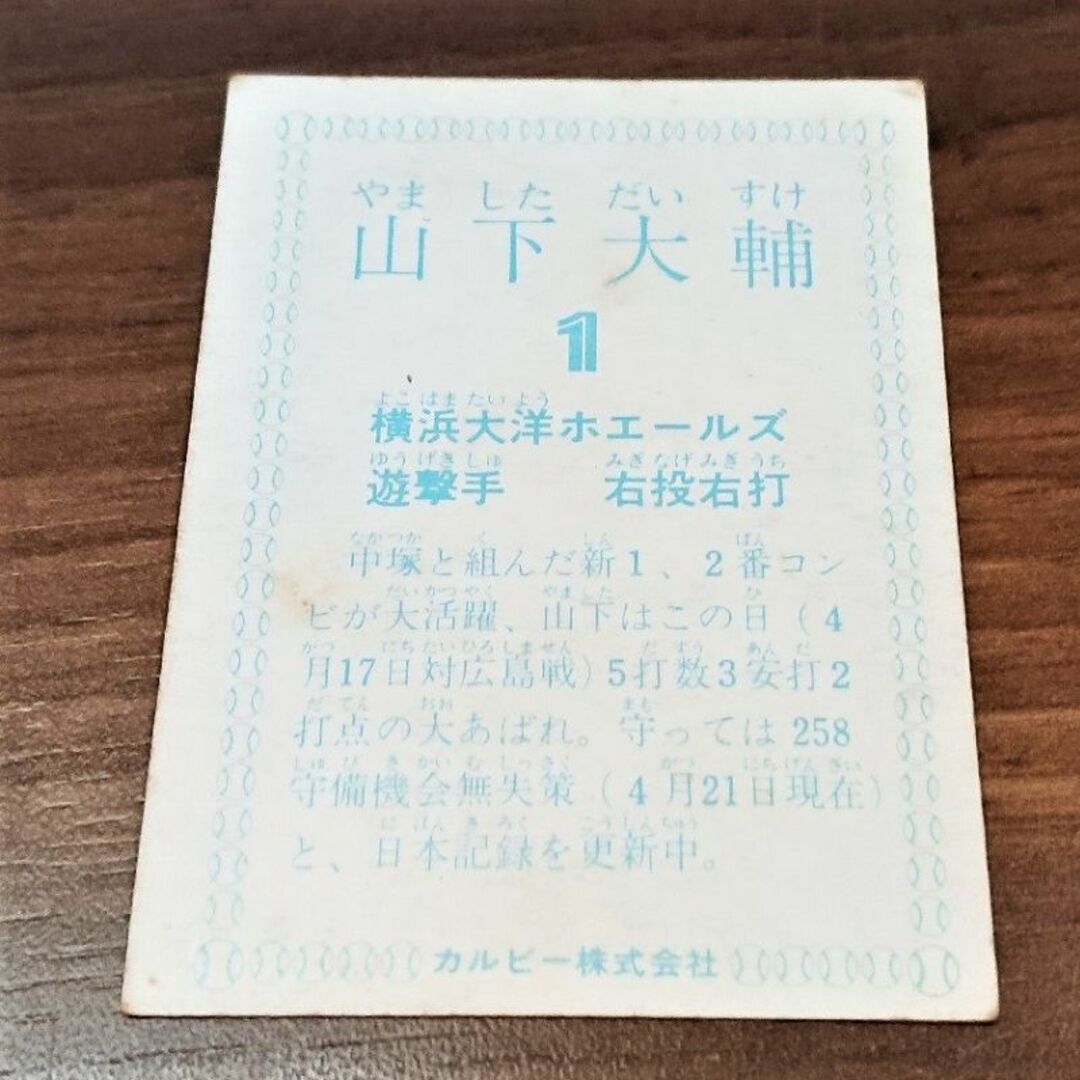 やましただいすけ
山下大輔
1
よこはまたいよう
横浜大洋ホエールズ
ゆうげきしゅ みぎなげみぎうち
遊撃手 右投右打
なかつか く しん ばん
中塚と組んだ新1、2番コン
だいかつやく やました ひ
ビが大活躍、山下はこの日(4
がつ にちたいひろしません だすう あんだ
月17日対広島戦)5打数3安打2
だてん おお まも
打点の大あばれ。守っては258
しゅびきかいむしっさく がつ にちげんざい
守備機会無失策(4月21日現在)
にほんきろく こうしんちゅう
と、日本記録を更新中。
カルビー株式会社